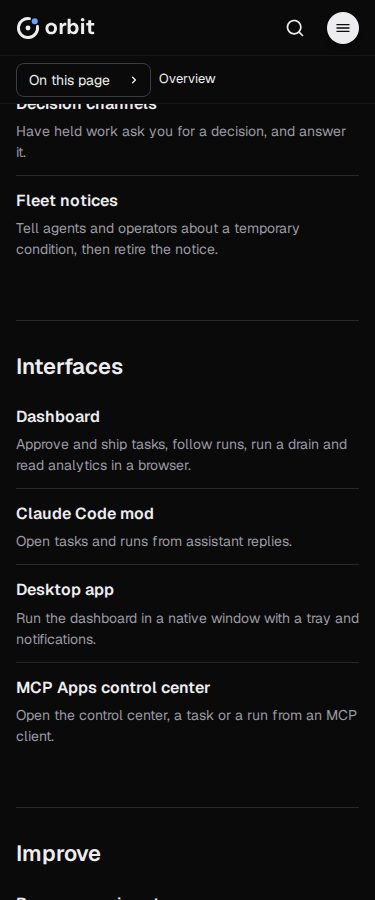 orbit
On this page
Overview
Decision channels
Have held work ask you for a decision, and answer
it.
Fleet notices
Tell agents and operators about a temporary
condition, then retire the notice.
Interfaces
Dashboard
Approve and ship tasks, follow runs, run a drain and
read analytics in a browser.
Claude Code mod
Open tasks and runs from assistant replies.
Desktop app
Run the dashboard in a native window with a tray and
notifications.
MCP Apps control center
Open the control center, a task or a run from an MCP
client.
Improve